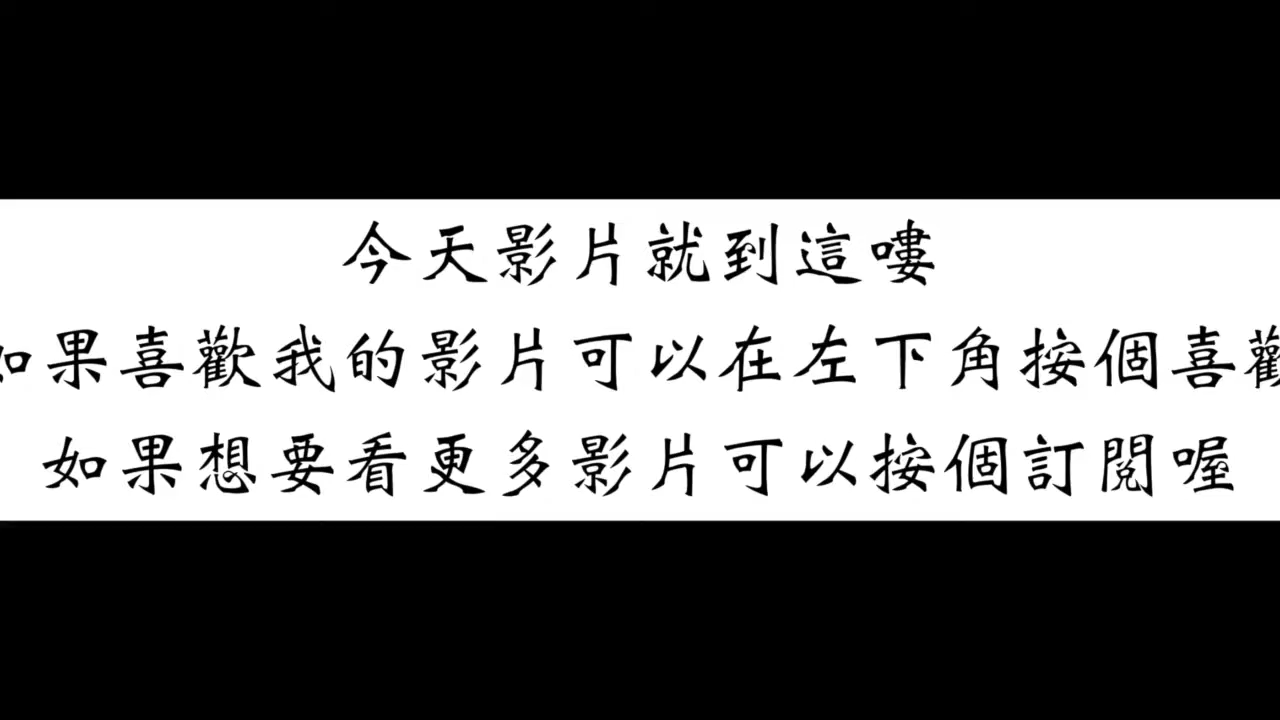 今天影片就到這嘍
如果喜歡我的影片可以在左下角按個喜歡
如果想要看更多影片可以按個訂閱喔